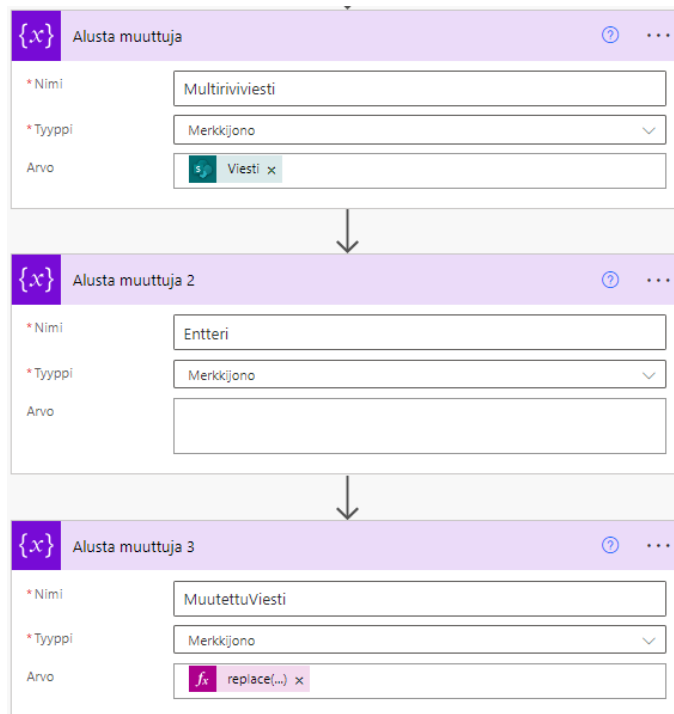 {x} Alusta muuttuja
* Nimi Multiriviviesti
* Tyyppi Merkkijono
Arvo Viesti ×
{x} Alusta muuttuja 2
* Nimi Entteri
* Tyyppi Merkkijono
Arvo
{x} Alusta muuttuja 3
* Nimi MuutettuViesti
* Tyyppi Merkkijono
Arvo fx replace(...) ×